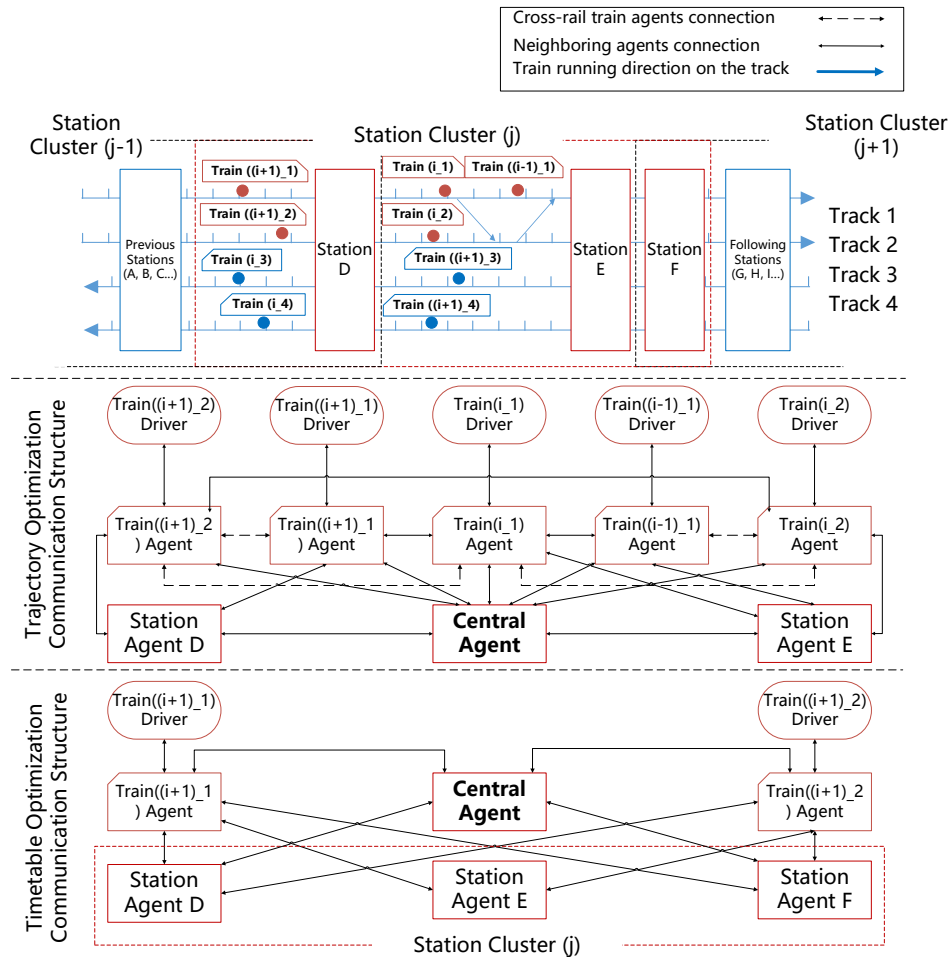 Cross-rail train agents connection
Neighboring agents connection
Train running direction on the track
Station
Cluster (j-1)
Station Cluster (j)
Station Cluster
(j+1)
Train ((i+1)_1)
Train (i_1)
Train ((i-1)_1)
Train ((i+1)_2)
Train (i_2)
Train (i_3)
Train ((i+1)_3)
Train (i_4)
Train ((i+1)_4)
Previous
Stations
(A, B, C...)
Station
D
Station
E
Station
F
Following
Stations
(G, H, I...)
Track 1
Track 2
Track 3
Track 4
Trajectory Optimization
Communication Structure
Train((i+1)_2)
Driver
Train((i+1)_1)
Driver
Train(i_1)
Driver
Train((i-1)_1)
Driver
Train(i_2)
Driver
Train((i+1)_2
) Agent
Train((i+1)_1
) Agent
Train(i_1)
Agent
Train((i-1)_1)
Agent
Train(i_2)
Agent
Station
Agent D
Central
Agent
Station
Agent E
Timetable Optimization
Communication Structure
Train((i+1)_1)
Driver
Train((i+1)_2)
Driver
Train((i+1)_1
) Agent
Central
Agent
Train((i+1)_2
) Agent
Station
Agent D
Station
Agent E
Station
Agent F
Station Cluster (j)